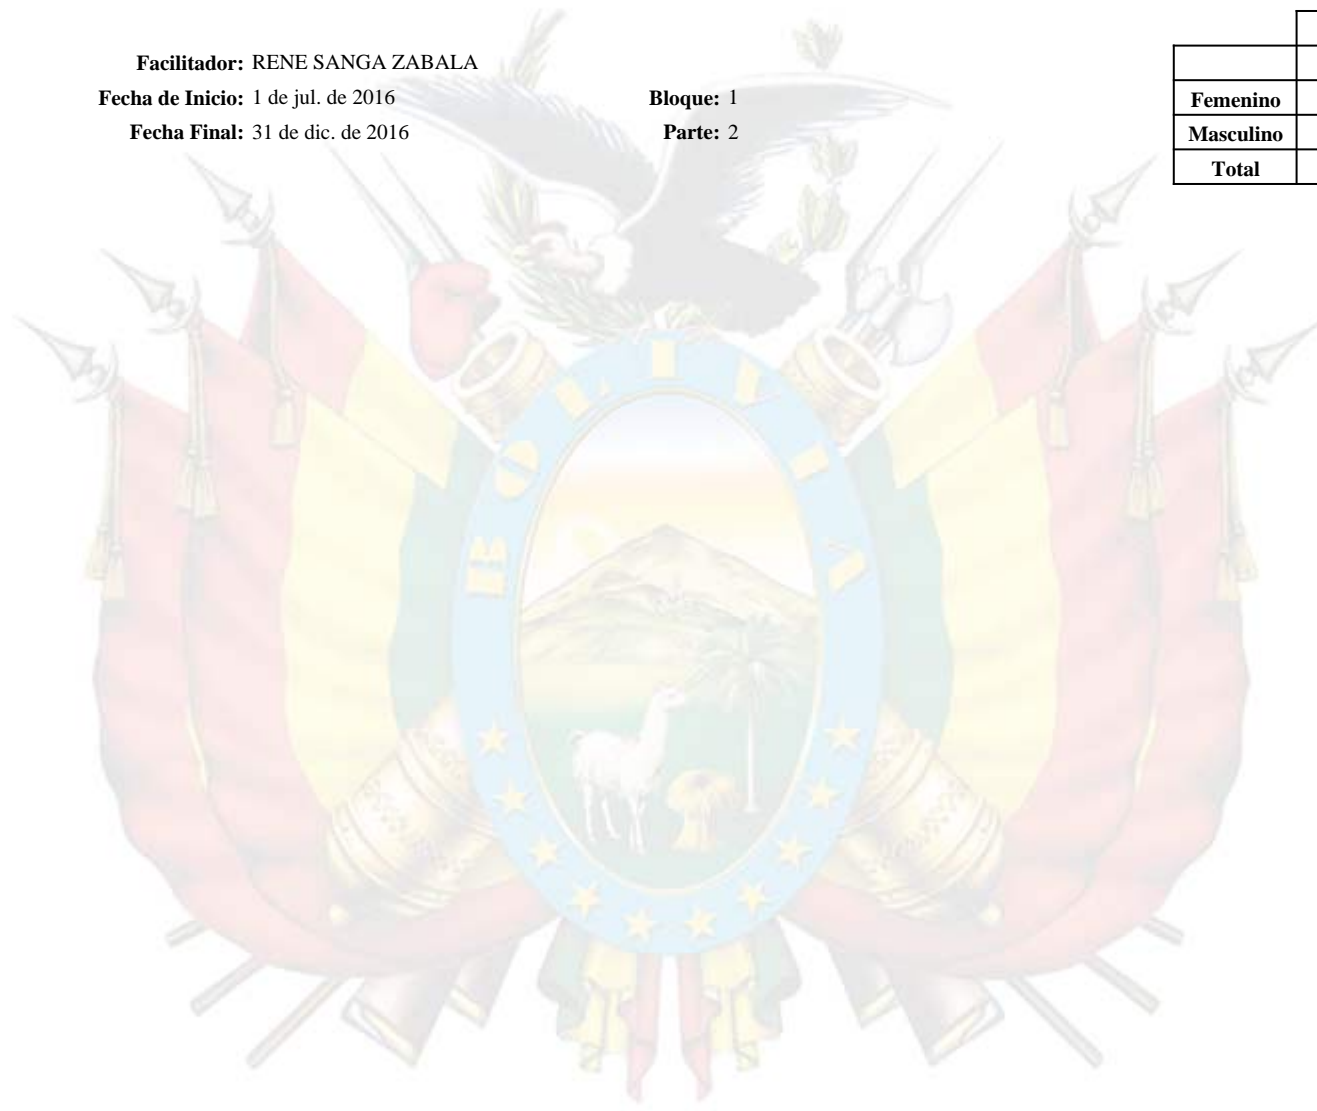 Facilitador: RENE SANGA ZABALA
Fecha de Inicio: 1 de jul. de 2016 Bloque: 1
Fecha Final: 31 de dic. de 2016 Parte: 2
Femenino
Masculino
Total
BOLIVIA